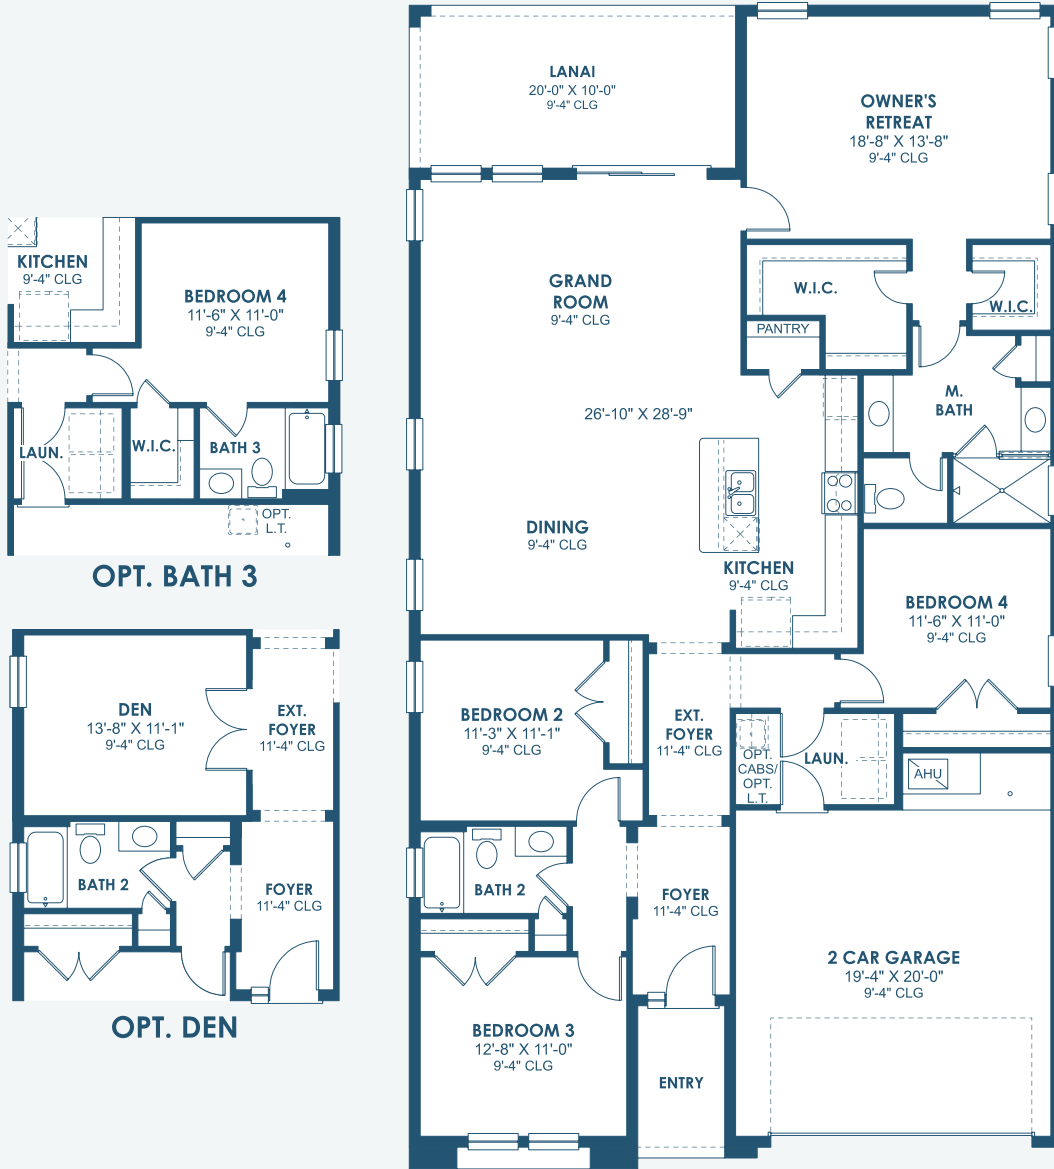 LANAI
20'-0" X 10'-0"
9'-4" CLG
OWNER'S
RETREAT
18'-8" X 13'-8"
9'-4" CLG
GRAND
ROOM
9'-4" CLG
W.I.C.
W.I.C.
PANTRY
26'-10" X 28'-9"
M.
BATH
DINING
9'-4" CLG
KITCHEN
9'-4" CLG
BEDROOM 4
11'-6" X 11'-0"
9'-4" CLG
BEDROOM 2
11'-3" X 11'-1"
9'-4" CLG
EXT.
FOYER
11'-4" CLG
OPT.
CABS/
OPT.
L.T.
LAUN.
AHU
BATH 2
FOYER
11'-4" CLG
2 CAR GARAGE
19'-4" X 20'-0"
9'-4" CLG
BEDROOM 3
12'-8" X 11'-0"
9'-4" CLG
ENTRY
KITCHEN
9'-4" CLG
BEDROOM 4
11'-6" X 11'-0"
9'-4" CLG
LAUN.
W.I.C.
BATH 3
OPT.
L.T.
OPT. BATH 3
DEN
13'-8" X 11'-1"
9'-4" CLG
EXT.
FOYER
11'-4" CLG
BATH 2
FOYER
11'-4" CLG
OPT. DEN